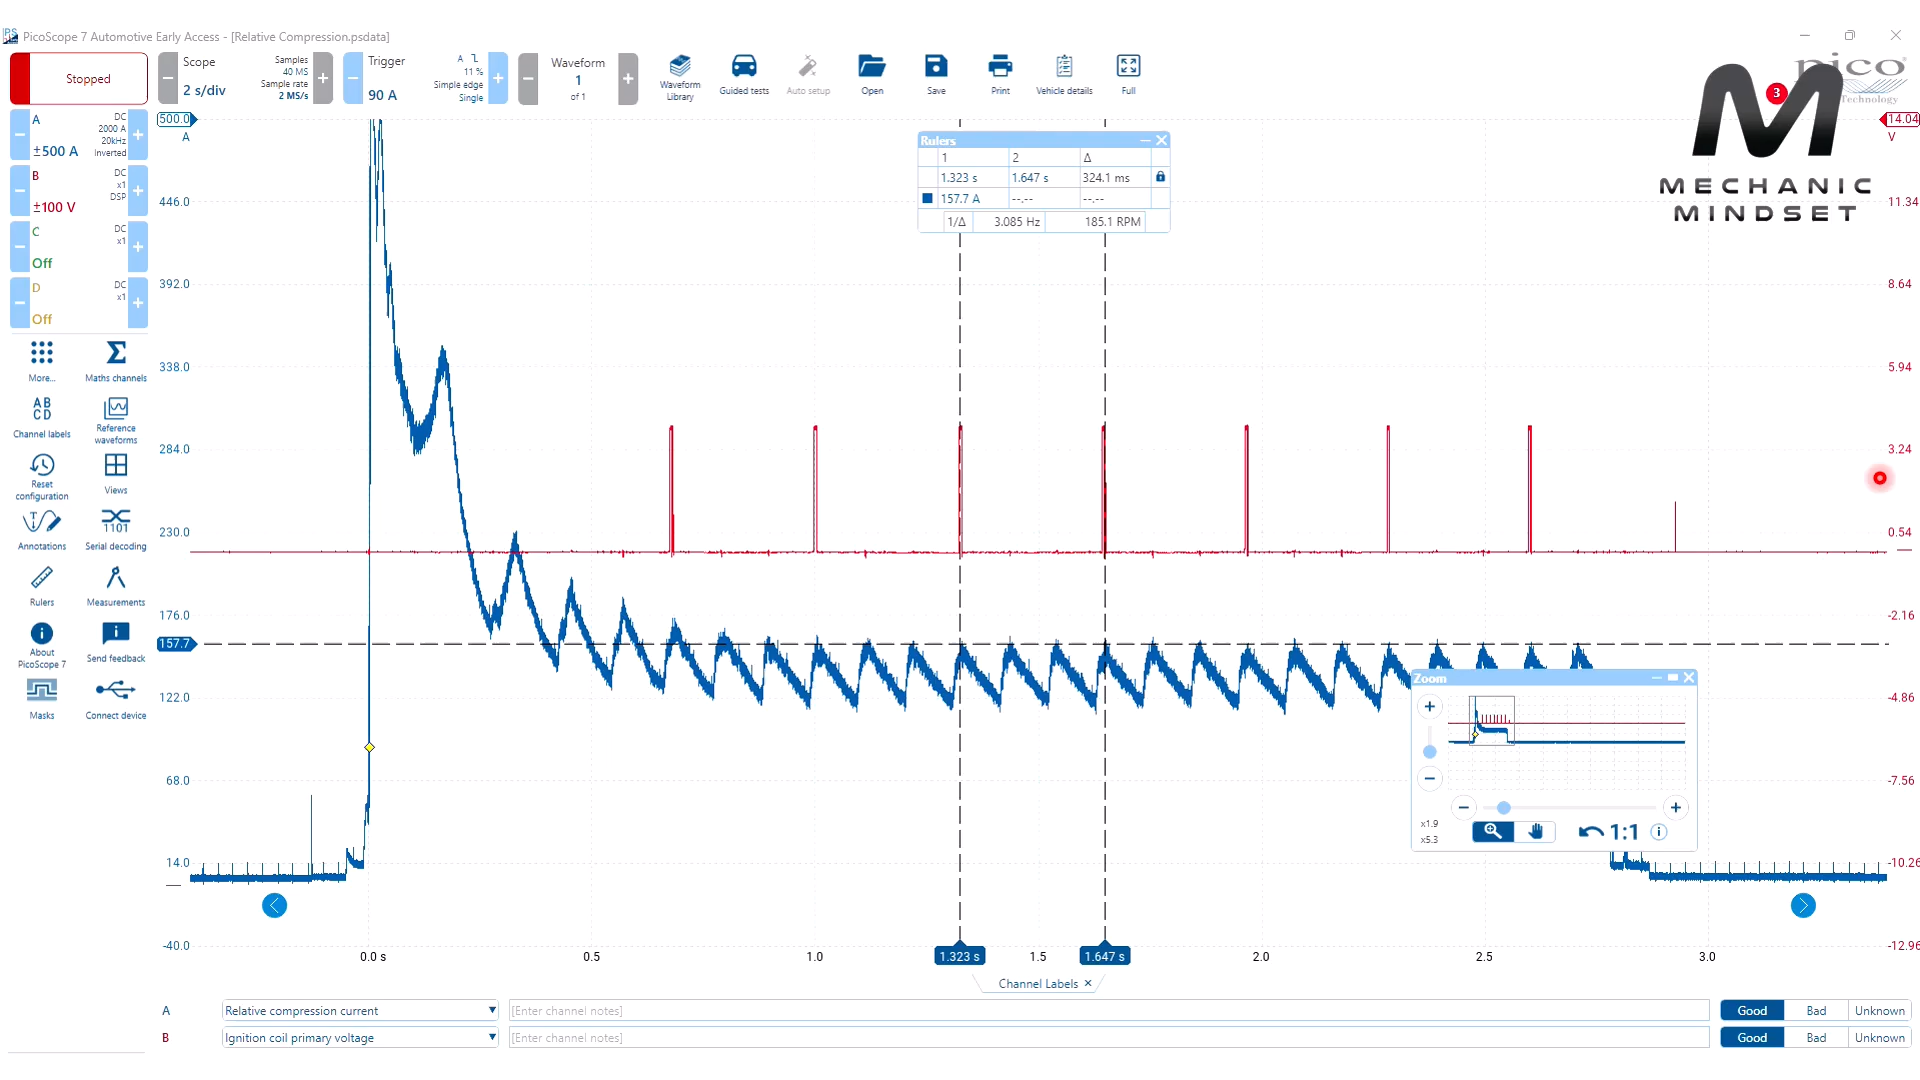 PicoScope 7 Automotive Early Access - [Relative Compression.psdata]
Stopped
Scope
2 s/div
Samples
40 MS
Sample rate
2 MS/s
Trigger
90 A
A
11 %
Simple edge
Single
Waveform
1
of 1
Waveform
Library
Guided tests
Auto setup
Open
Save
Print
Vehicle details
Full
pico
Technology
3
M
MECHANIC
MINDSET
A
±500 A
DC
2000 A
20kHz
Inverted
B
±100 V
DC
x1
DSP
C
Off
DC
x1
D
Off
DC
x1
More...
Maths channels
AB
CD
Channel labels
Reference
waveforms
Reset
configuration
Views
Annotations
1101
Serial decoding
Rulers
Measurements
About
PicoScope 7
Send feedback
Masks
Connect device
500.0
A
446.0
392.0
338.0
284.0
230.0
176.0
157.7
122.0
68.0
14.0
-40.0
Rulers
1 2 Δ
1.323 s 1.647 s 324.1 ms
157.7 A --.-- --.--
1/Δ 3.085 Hz 185.1 RPM
14.04
V
11.34
8.64
5.94
3.24
0.54
-2.16
-4.86
-7.56
-10.26
-12.96
Zoom
x1.9
x5.3
1:1
0.0 s 0.5 1.0 1.323 s 1.5 1.647 s 2.0 2.5 3.0
Channel Labels
A Relative compression current [Enter channel notes] Good Bad Unknown
B Ignition coil primary voltage [Enter channel notes] Good Bad Unknown